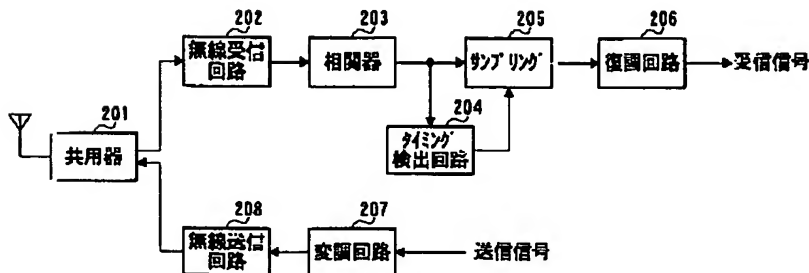 202
203
205
206
無線受信
回路
相関器
サンプリング
復調回路
受信信号
201
204
共用器
タイミング
検出回路
208
207
無線送信
回路
変調回路
送信信号